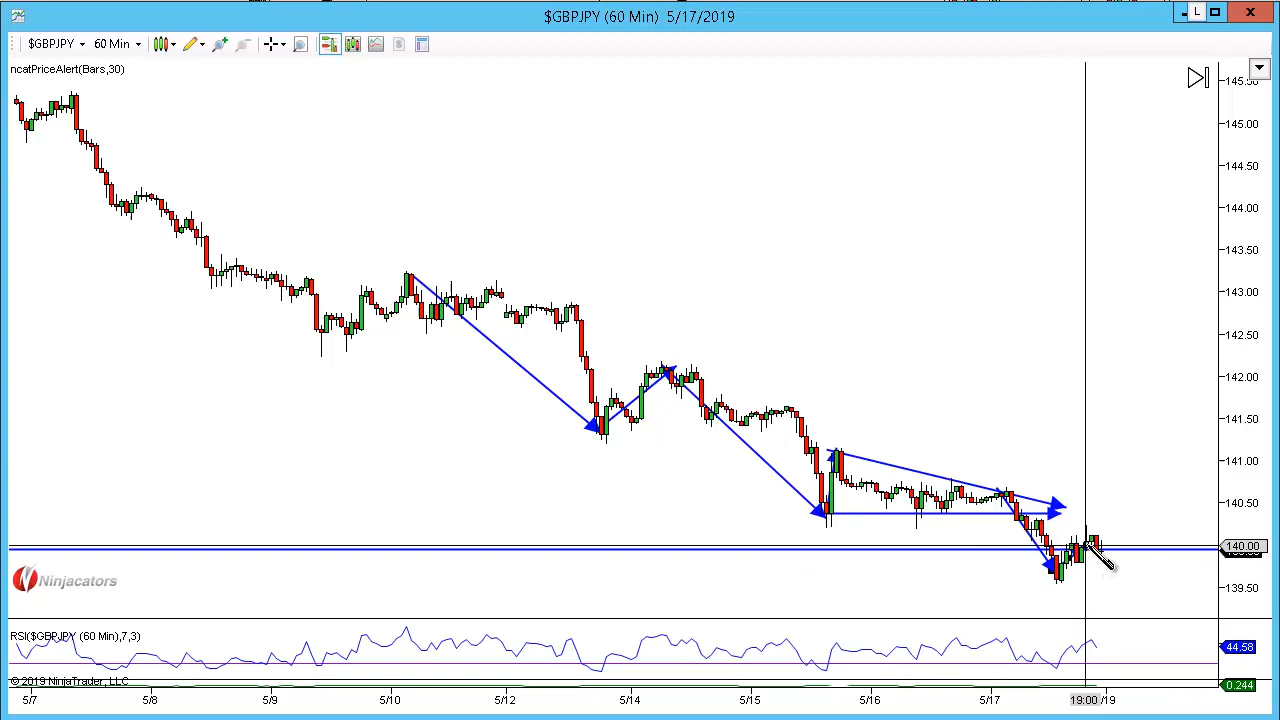 $GBPJPY (60 Min) 5/17/2019
L
$GBPJPY 60 Min
ncatPriceAlert(Bars,30)
145.50
145.00
144.50
144.00
143.50
143.00
142.50
142.00
141.50
141.00
140.50
140.00
139.50
Ninjacators
RSI($GBPJPY (60 Min),7,3)
44.58
© 2019 NinjaTrader, LLC
0.244
5/7 5/8 5/9 5/10 5/12 5/14 5/15 5/16 5/17 19:00 /19